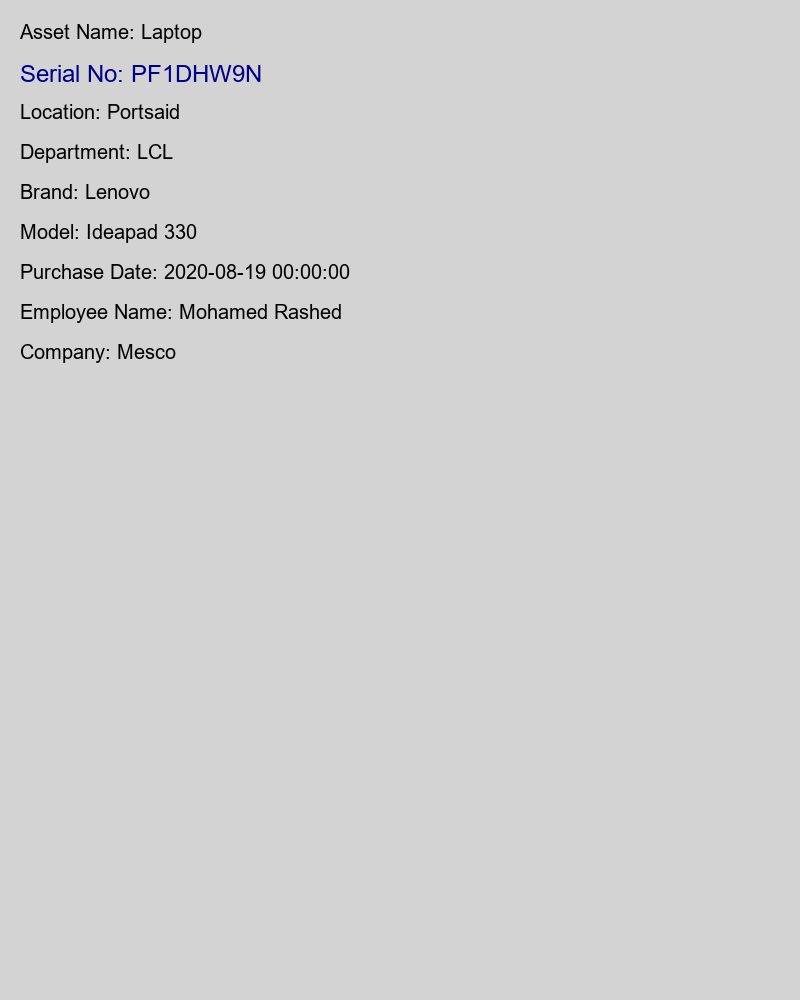 Asset Name: Laptop
Serial No: PF1DHW9N
Location: Portsaid
Department: LCL
Brand: Lenovo
Model: Ideapad 330
Purchase Date: 2020-08-19 00:00:00
Employee Name: Mohamed Rashed
Company: Mesco